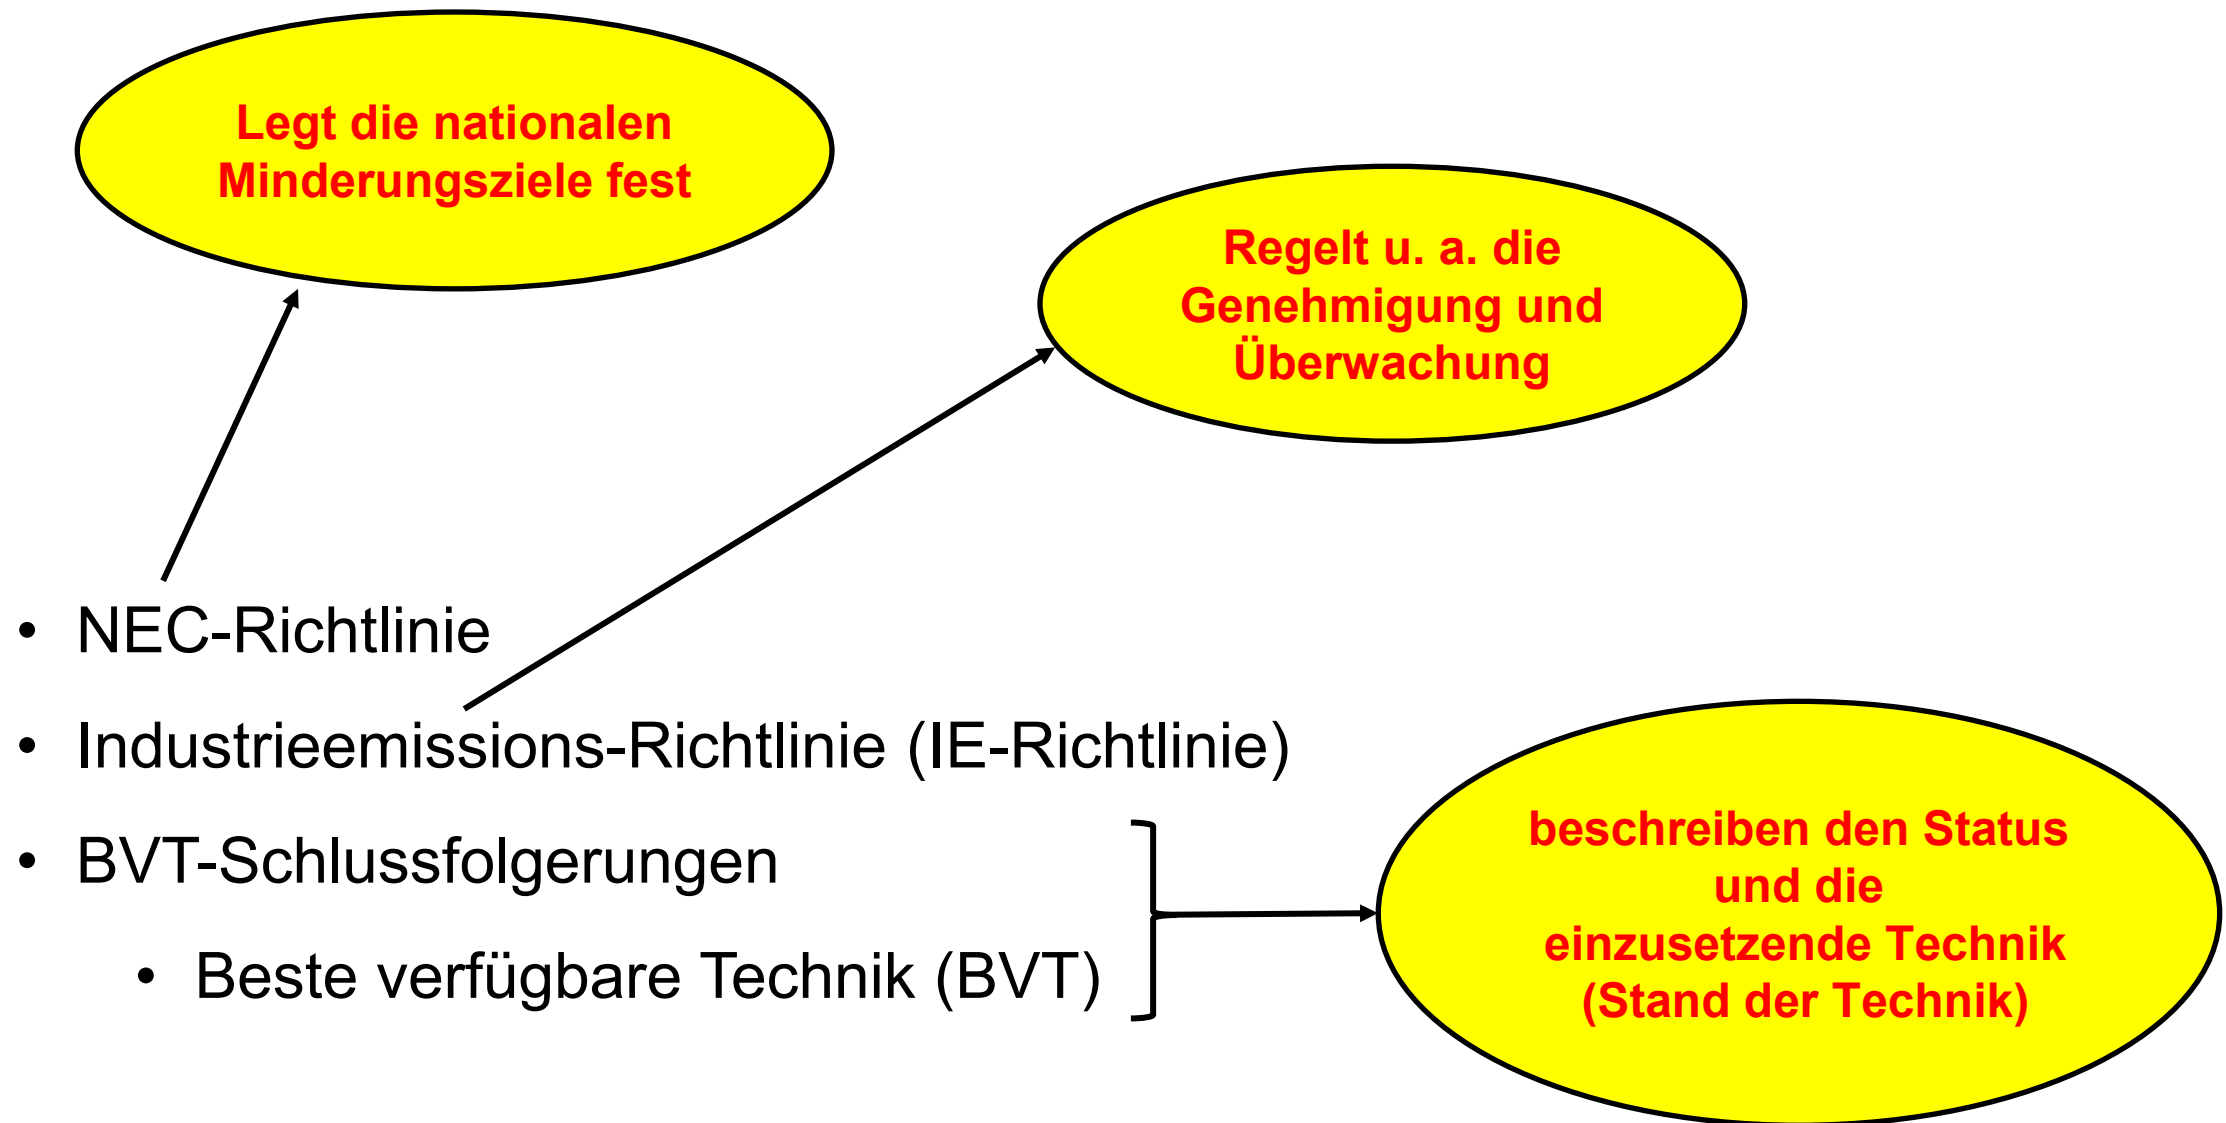 Legt die nationalen
Minderungsziele fest
Regelt u. a. die
Genehmigung und
Überwachung
• NEC-Richtlinie
• Industrieemissions-Richtlinie (IE-Richtlinie)
• BVT-Schlussfolgerungen
• Beste verfügbare Technik (BVT)
beschreiben den Status
und die
einzusetzende Technik
(Stand der Technik)